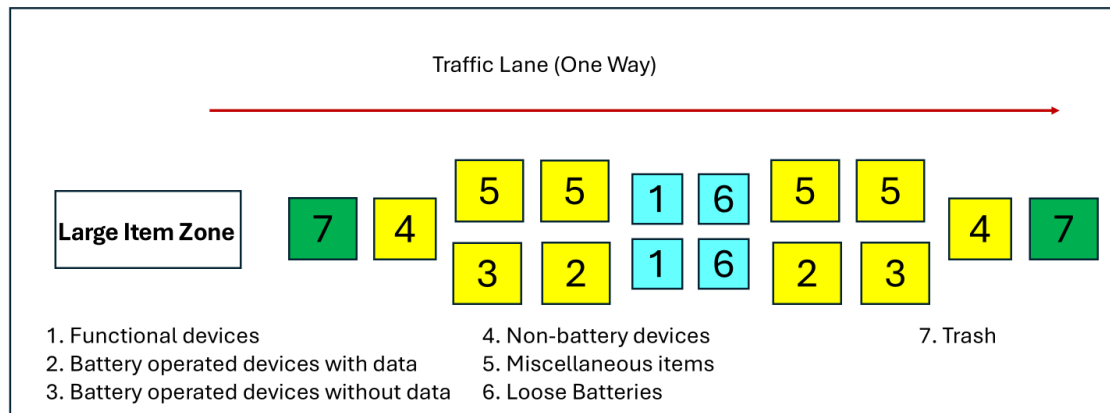 Traffic Lane (One Way)
5 5 1 6 5 5
Large Item Zone 7 4 4 7
3 2 1 6 2 3
1. Functional devices 4. Non-battery devices 7. Trash
2. Battery operated devices with data 5. Miscellaneous items
3. Battery operated devices without data 6. Loose Batteries